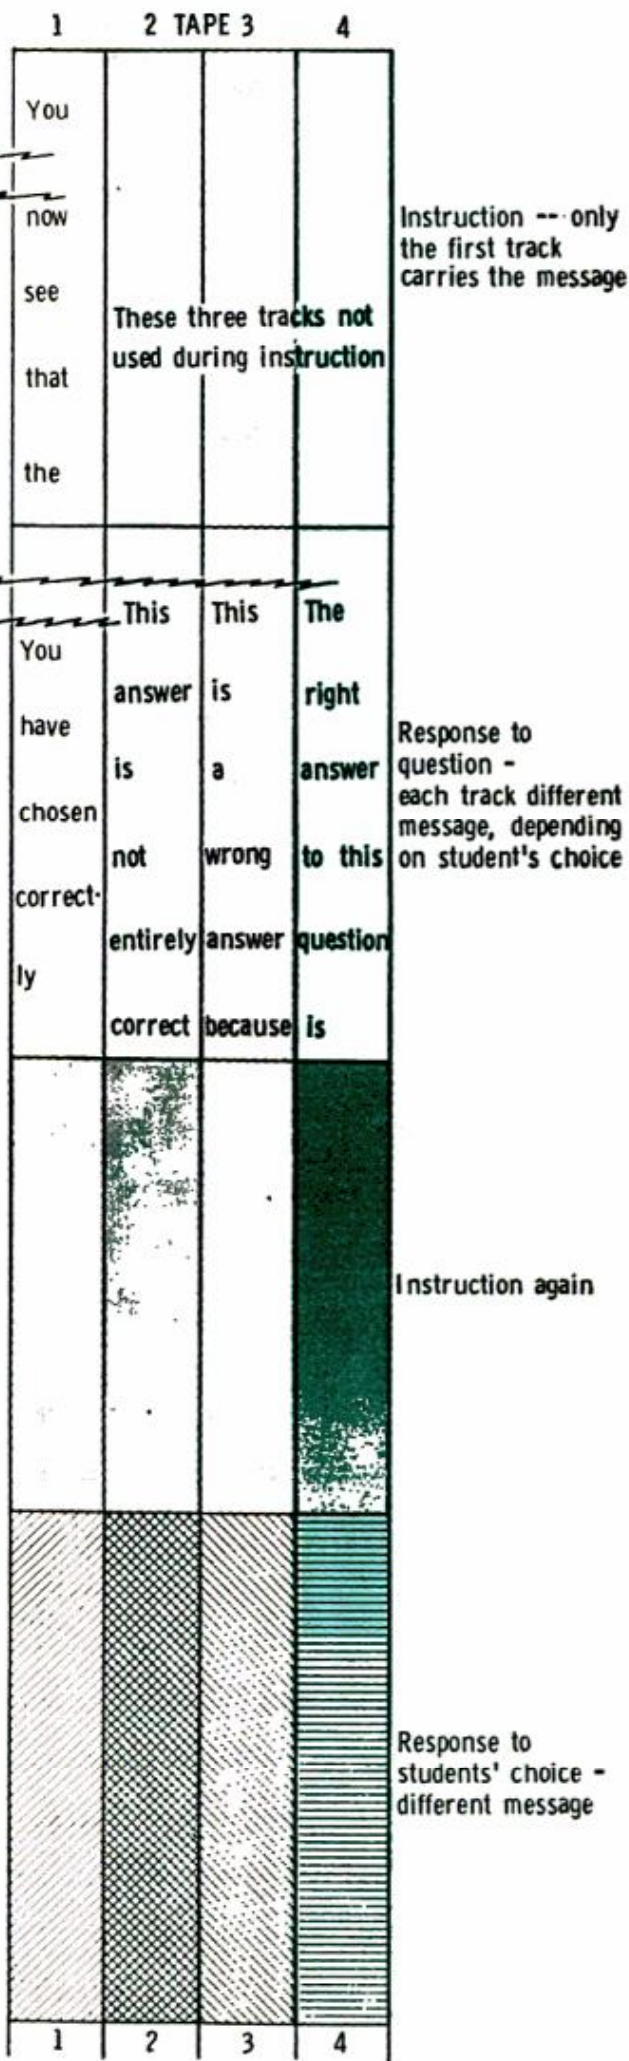 1 2 TAPE 3 4
You
now
see
that
the
These three tracks not
used during instruction
Instruction -- only
the first track
carries the message
You
have
chosen
correct-
ly
This
answer
is
not
entirely
correct
This
is
a
wrong
answer
because
The
right
answer
to this
question
is
Response to
question -
each track different
message, depending
on student's choice
Instruction again
Response to
students' choice -
different message
1 2 3 4